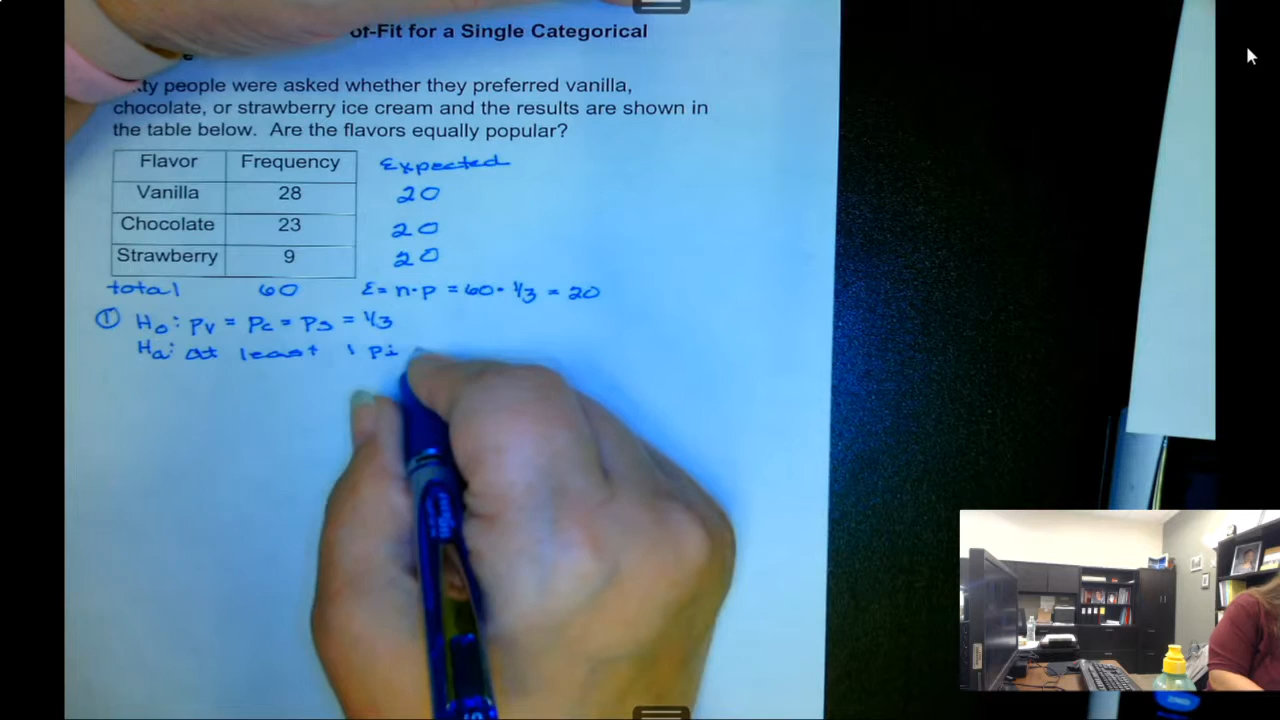 of-Fit for a Single Categorical
people were asked whether they preferred vanilla,
chocolate, or strawberry ice cream and the results are shown in
the table below. Are the flavors equally popular?
Flavor Frequency Expected
Vanilla 28 20
Chocolate 23 20
Strawberry 9 20
total 60 E = n·p = 60·1/3 = 20
① H₀: pᵥ = p_c = p_s = 1/3
Hₐ: at least 1 pi